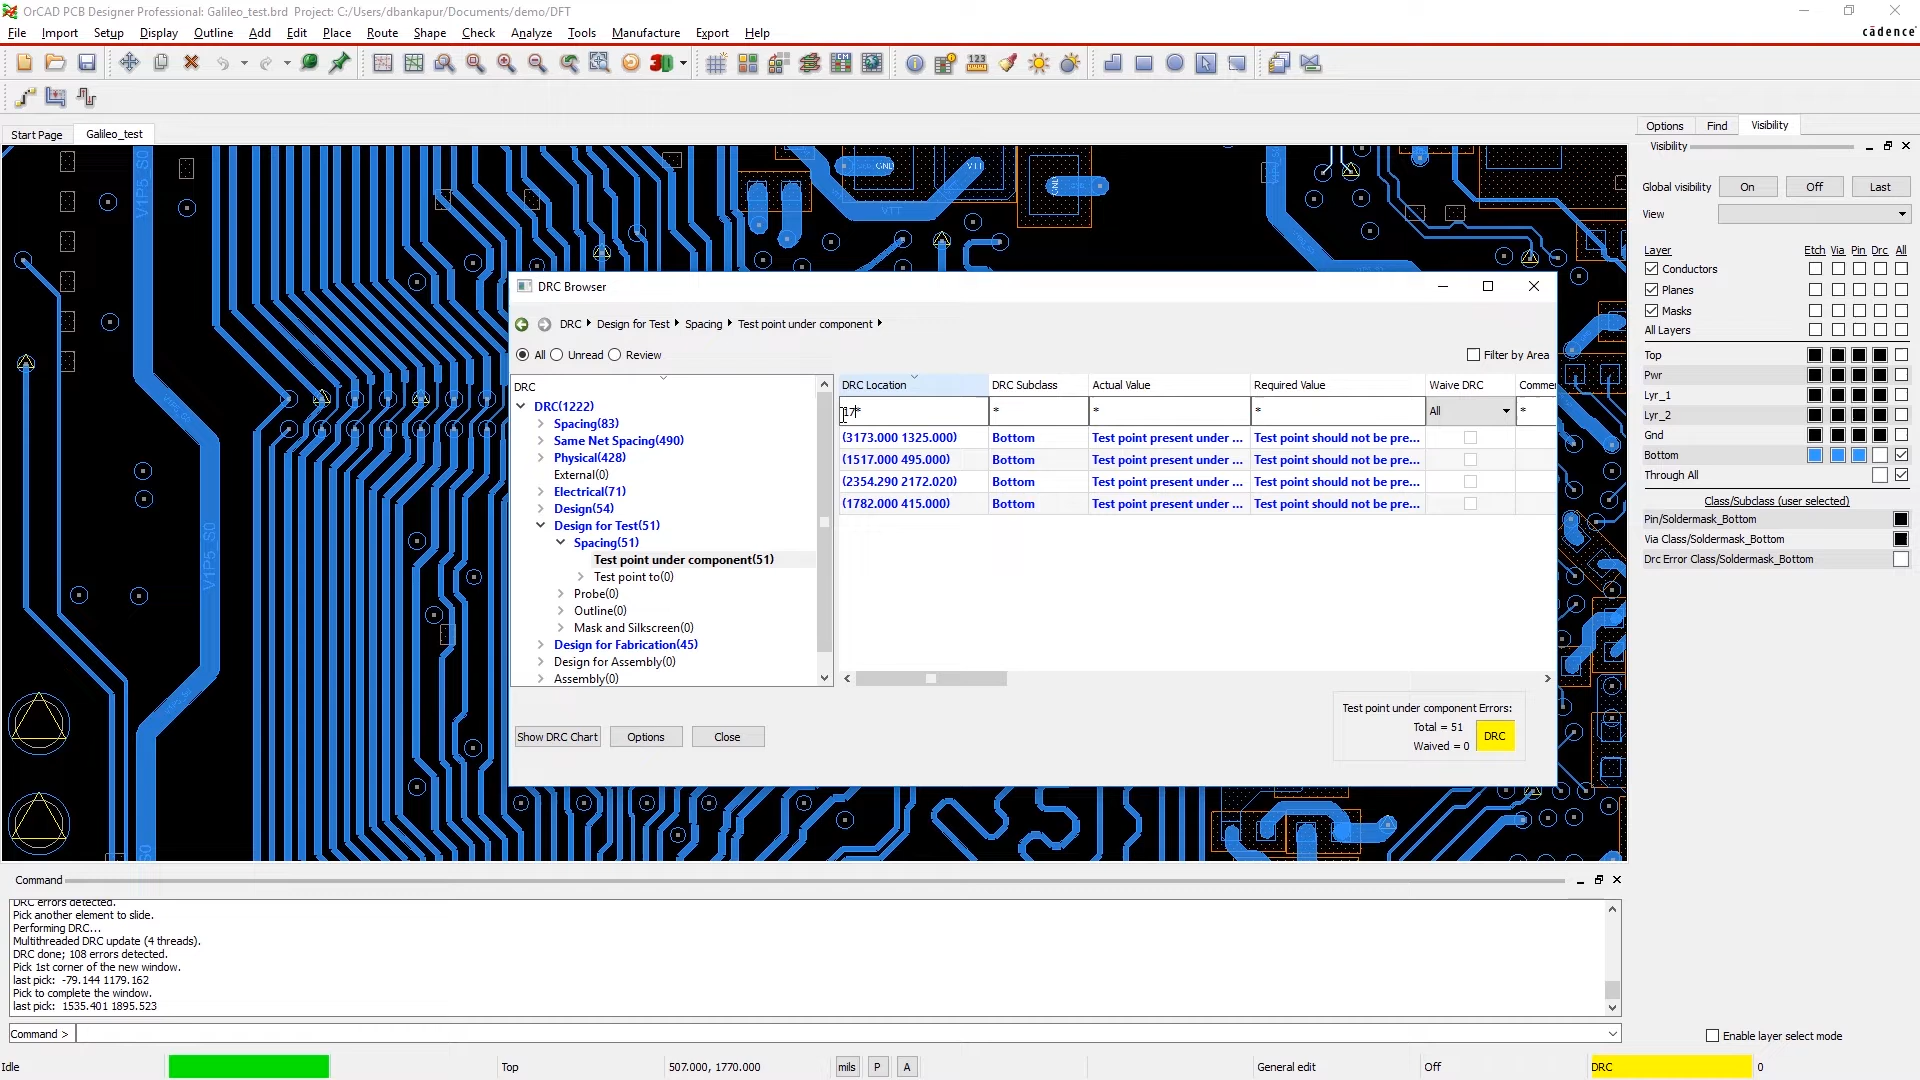 OrCAD PCB Designer Professional: Galileo_test.brd Project: C:/Users/dbankapur/Documents/demo/DFT
File Import Setup Display Outline Add Edit Place Route Shape Check Analyze Tools Manufacture Export Help
cādence
3D
123
Start Page Galileo_test
Options Find Visibility
Visibility
Global visibility On Off Last
View
Layer Etch Via Pin Drc All
Conductors
Planes
Masks
All Layers
Top
Pwr
Lyr_1
Lyr_2
Gnd
Bottom
Through All
Class/Subclass (user selected)
Pin/Soldermask_Bottom
Via Class/Soldermask_Bottom
Drc Error Class/Soldermask_Bottom
V1P5_S0
GND
VTT
VTT
V1P5_S0
DRC Browser
DRC Design for Test Spacing Test point under component
All Unread Review Filter by Area
DRC
DRC(1222)
Spacing(83)
Same Net Spacing(490)
Physical(428)
External(0)
Electrical(71)
Design(54)
Design for Test(51)
Spacing(51)
Test point under component(51)
Test point to(0)
Probe(0)
Outline(0)
Mask and Silkscreen(0)
Design for Fabrication(45)
Design for Assembly(0)
Assembly(0)
DRC Location DRC Subclass Actual Value Required Value Waive DRC Commer
17* * * * All *
(3173.000 1325.000) Bottom Test point present under ... Test point should not be pre...
(1517.000 495.000) Bottom Test point present under ... Test point should not be pre...
(2354.290 2172.020) Bottom Test point present under ... Test point should not be pre...
(1782.000 415.000) Bottom Test point present under ... Test point should not be pre...
Show DRC Chart Options Close
Test point under component Errors:
Total = 51
Waived = 0
DRC
Command
DRC errors detected.
Pick another element to slide.
Performing DRC...
Multithreaded DRC update (4 threads).
DRC done; 108 errors detected.
Pick 1st corner of the new window.
last pick: -79.144 1179.162
Pick to complete the window.
last pick: 1535.401 1895.523
Command >
Enable layer select mode
Idle Top 507.000, 1770.000 mils P A General edit Off DRC 0